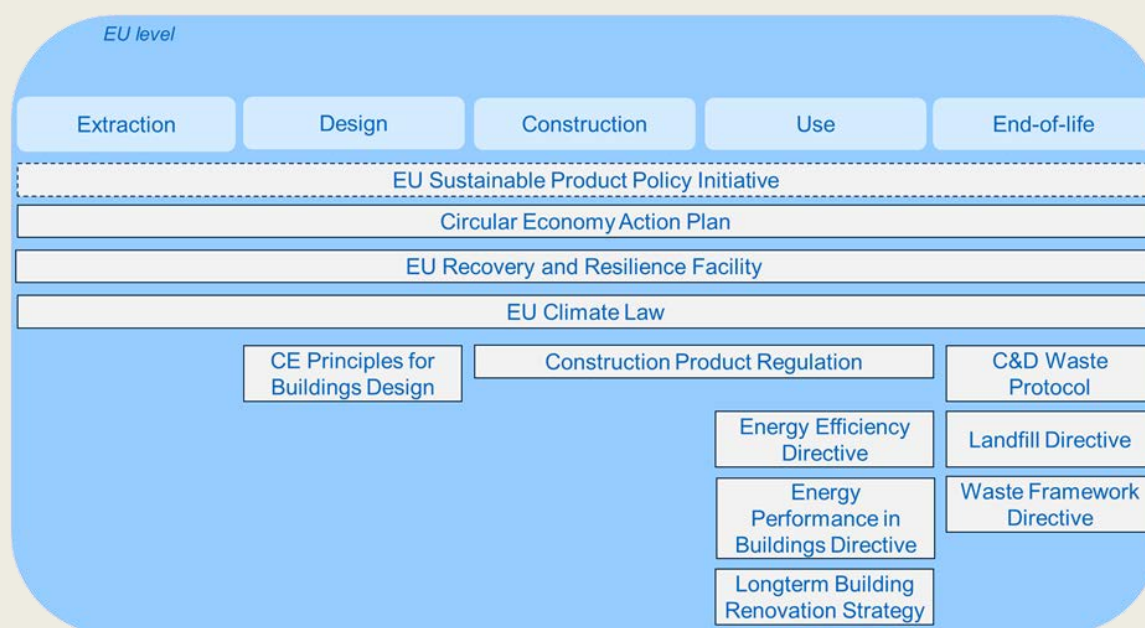 EU level
Extraction
Design
Construction
Use
End-of-life
EU Sustainable Product Policy Initiative
Circular Economy Action Plan
EU Recovery and Resilience Facility
EU Climate Law
CE Principles for
Buildings Design
Construction Product Regulation
C&D Waste
Protocol
Energy Efficiency
Directive
Landfill Directive
Energy
Performance in
Buildings Directive
Waste Framework
Directive
Longterm Building
Renovation Strategy